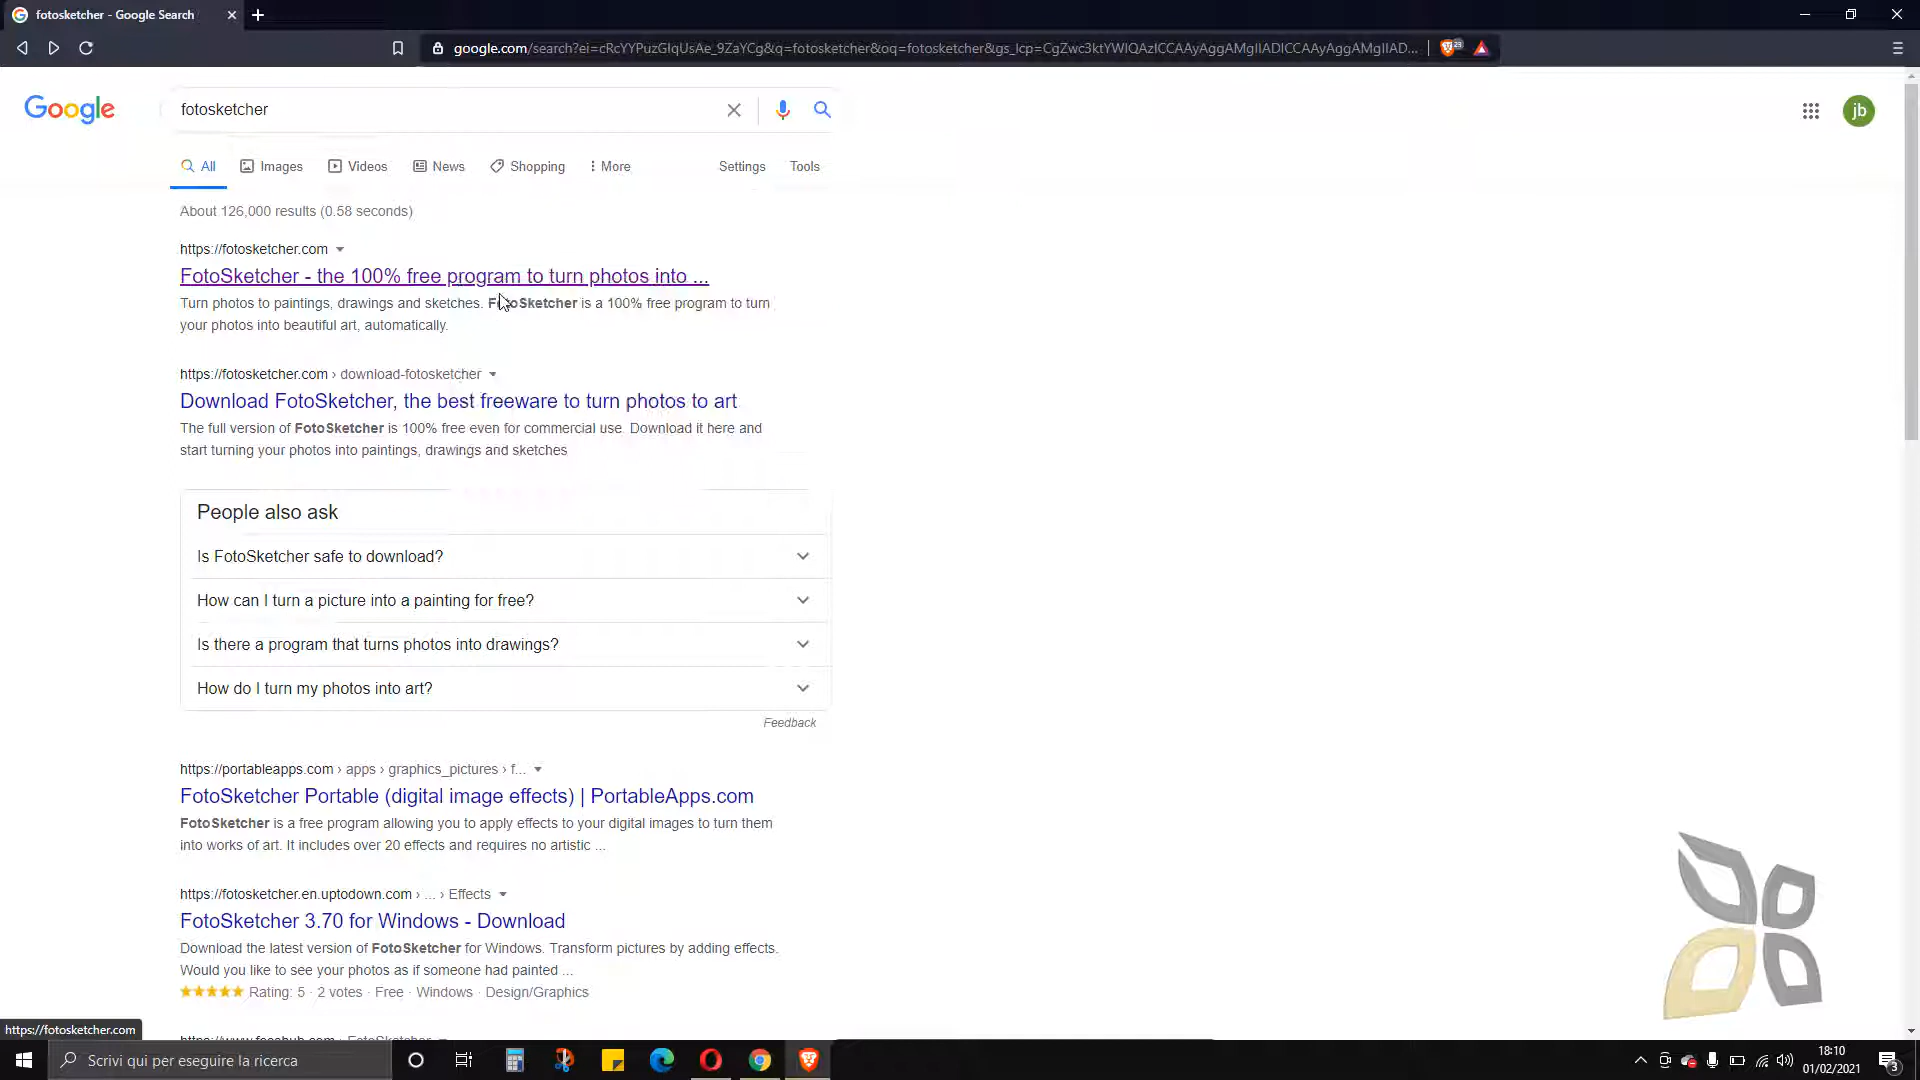 fotosketcher - Google Search
google.com/search?ei=cRcYYPuzGIqUsAe_9ZaYCg&q=fotosketcher&oq=fotosketcher&gs_lcp=CgZwc3ktYWIQAzICCAAyAggAMgIIADICCAAyAggAMgIIADICCAAyAggAMgIIAD...
23
Google
fotosketcher
jb
All Images Videos News Shopping More Settings Tools
About 126,000 results (0.58 seconds)
https://fotosketcher.com
FotoSketcher - the 100% free program to turn photos into ...
Turn photos to paintings, drawings and sketches. FotoSketcher is a 100% free program to turn
your photos into beautiful art, automatically.
https://fotosketcher.com › download-fotosketcher
Download FotoSketcher, the best freeware to turn photos to art
The full version of FotoSketcher is 100% free even for commercial use. Download it here and
start turning your photos into paintings, drawings and sketches
People also ask
Is FotoSketcher safe to download?
How can I turn a picture into a painting for free?
Is there a program that turns photos into drawings?
How do I turn my photos into art?
Feedback
https://portableapps.com › apps › graphics_pictures › f...
FotoSketcher Portable (digital image effects) | PortableApps.com
FotoSketcher is a free program allowing you to apply effects to your digital images to turn them
into works of art. It includes over 20 effects and requires no artistic ...
https://fotosketcher.en.uptodown.com › ... › Effects
FotoSketcher 3.70 for Windows - Download
Download the latest version of FotoSketcher for Windows. Transform pictures by adding effects.
Would you like to see your photos as if someone had painted ...
Rating: 5 · 2 votes · Free · Windows · Design/Graphics
https://fotosketcher.com
Scrivi qui per eseguire la ricerca
18:10
01/02/2021
3